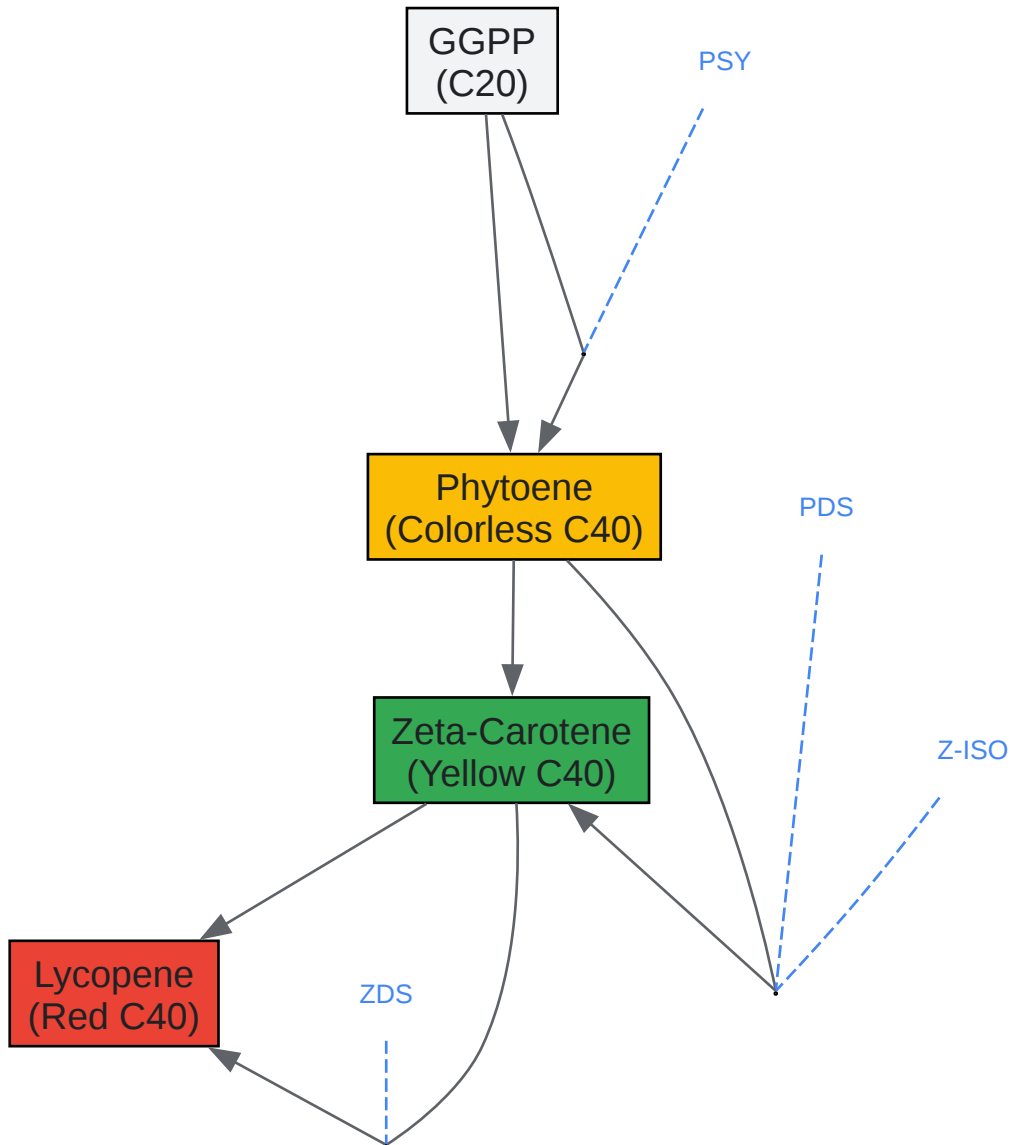 GGPP
(C20)
PSY
Phytoene
(Colorless C40)
PDS
Zeta-Carotene
(Yellow C40)
Z-ISO
Lycopene
(Red C40)
ZDS